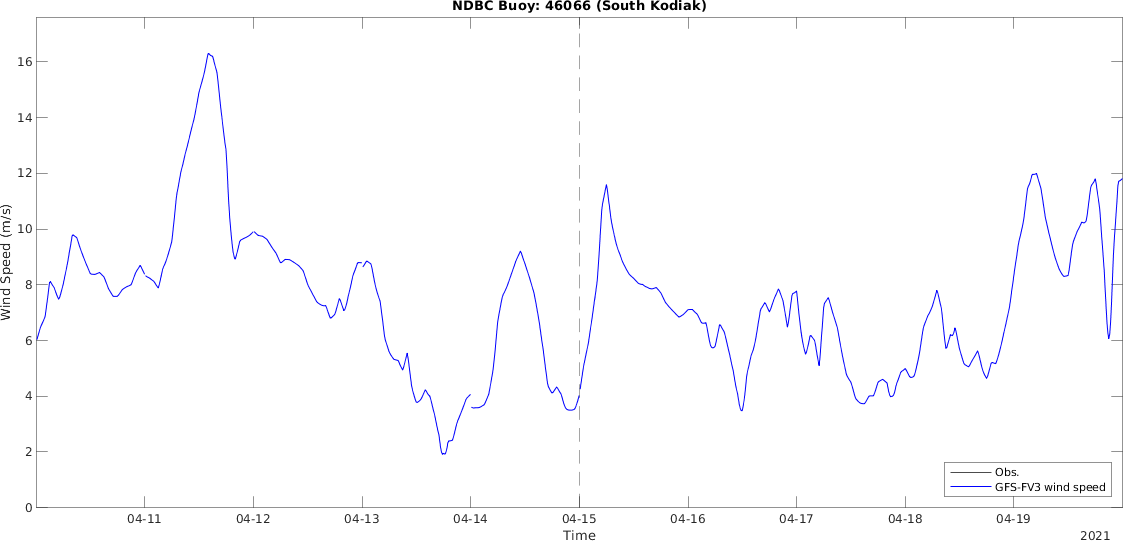 NDBC Buoy: 46066 (South Kodiak)
Wind Speed (m/s)
16
14
12
10
8
6
4
2
0
Obs.
GFS-FV3 wind speed
04-11 04-12 04-13 04-14 04-15 04-16 04-17 04-18 04-19
Time
2021